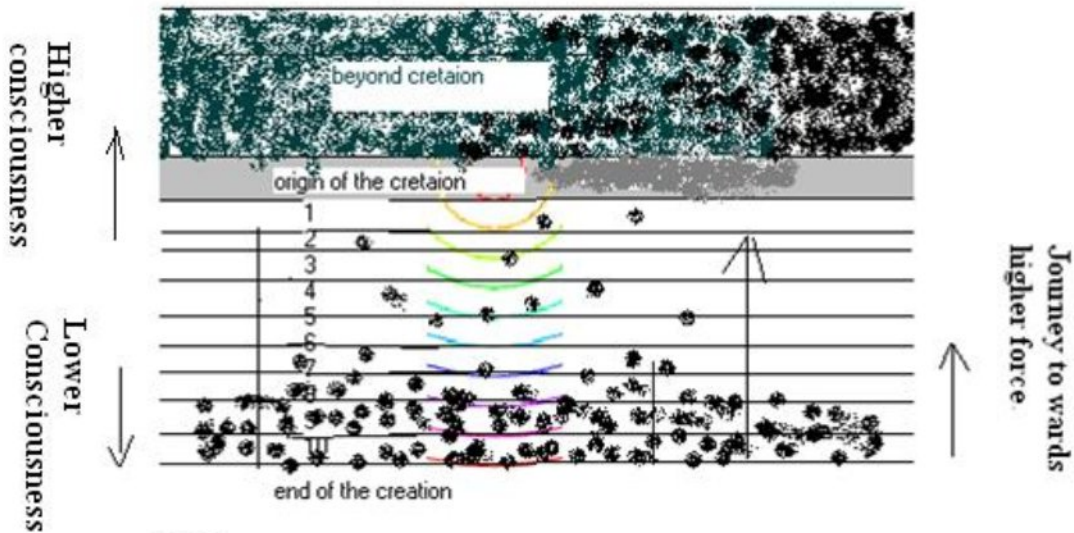 Higher
consciousness
beyond cretaion
origin of the cretaion
1
2
3
4
5
6
7
8
Lower
Consciousness
end of the creation
Journey to wards
higher force